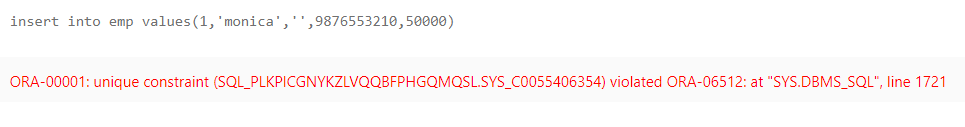 insert into emp values(1,'monica','',9876553210,50000)
ORA-00001: unique constraint (SQL_PLKPICGNYKZLVQQBFPHGQMQSL.SYS_C0055406354) violated ORA-06512: at "SYS.DBMS_SQL", line 1721